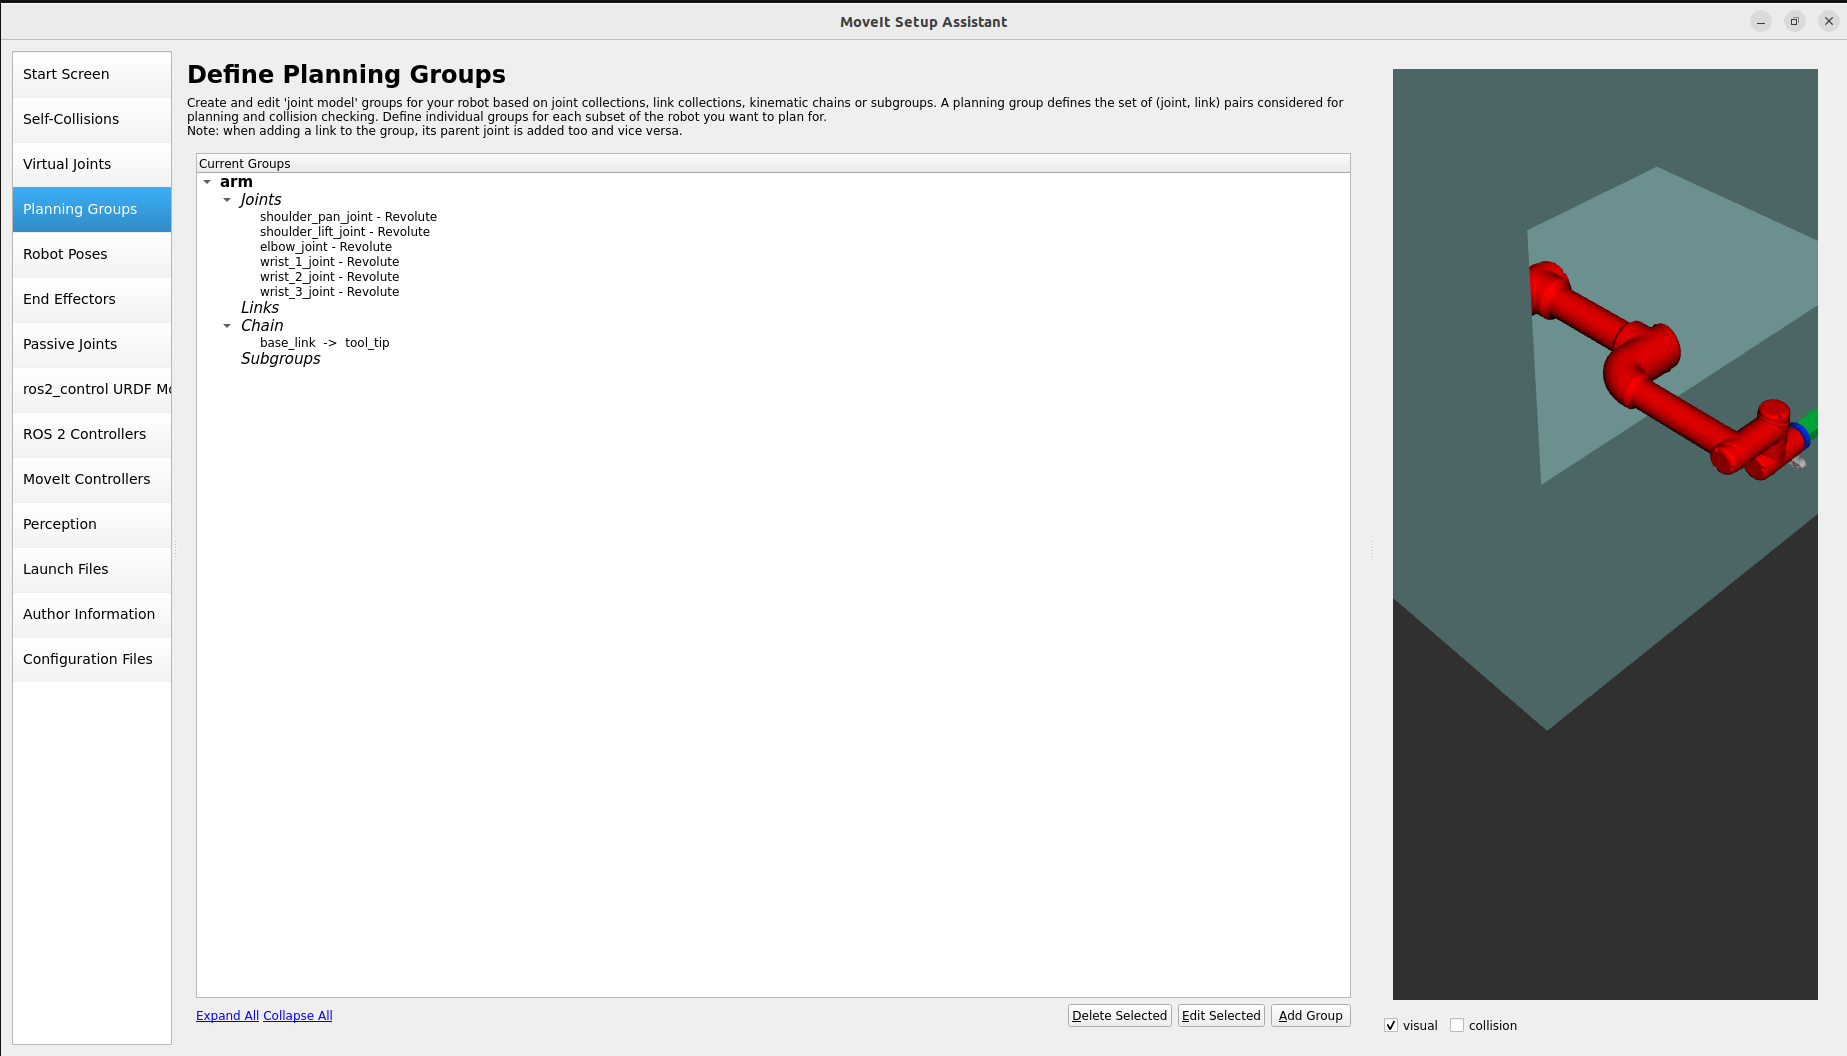 MoveIt Setup Assistant
Start Screen
Self-Collisions
Virtual Joints
Planning Groups
Robot Poses
End Effectors
Passive Joints
ros2_control URDF Mo
ROS 2 Controllers
MoveIt Controllers
Perception
Launch Files
Author Information
Configuration Files
Define Planning Groups
Create and edit 'joint model' groups for your robot based on joint collections, link collections, kinematic chains or subgroups. A planning group defines the set of (joint, link) pairs considered for
planning and collision checking. Define individual groups for each subset of the robot you want to plan for.
Note: when adding a link to the group, its parent joint is added too and vice versa.
Current Groups
arm
Joints
shoulder_pan_joint - Revolute
shoulder_lift_joint - Revolute
elbow_joint - Revolute
wrist_1_joint - Revolute
wrist_2_joint - Revolute
wrist_3_joint - Revolute
Links
Chain
base_link -> tool_tip
Subgroups
Expand All Collapse All
Delete Selected
Edit Selected
Add Group
visual
collision